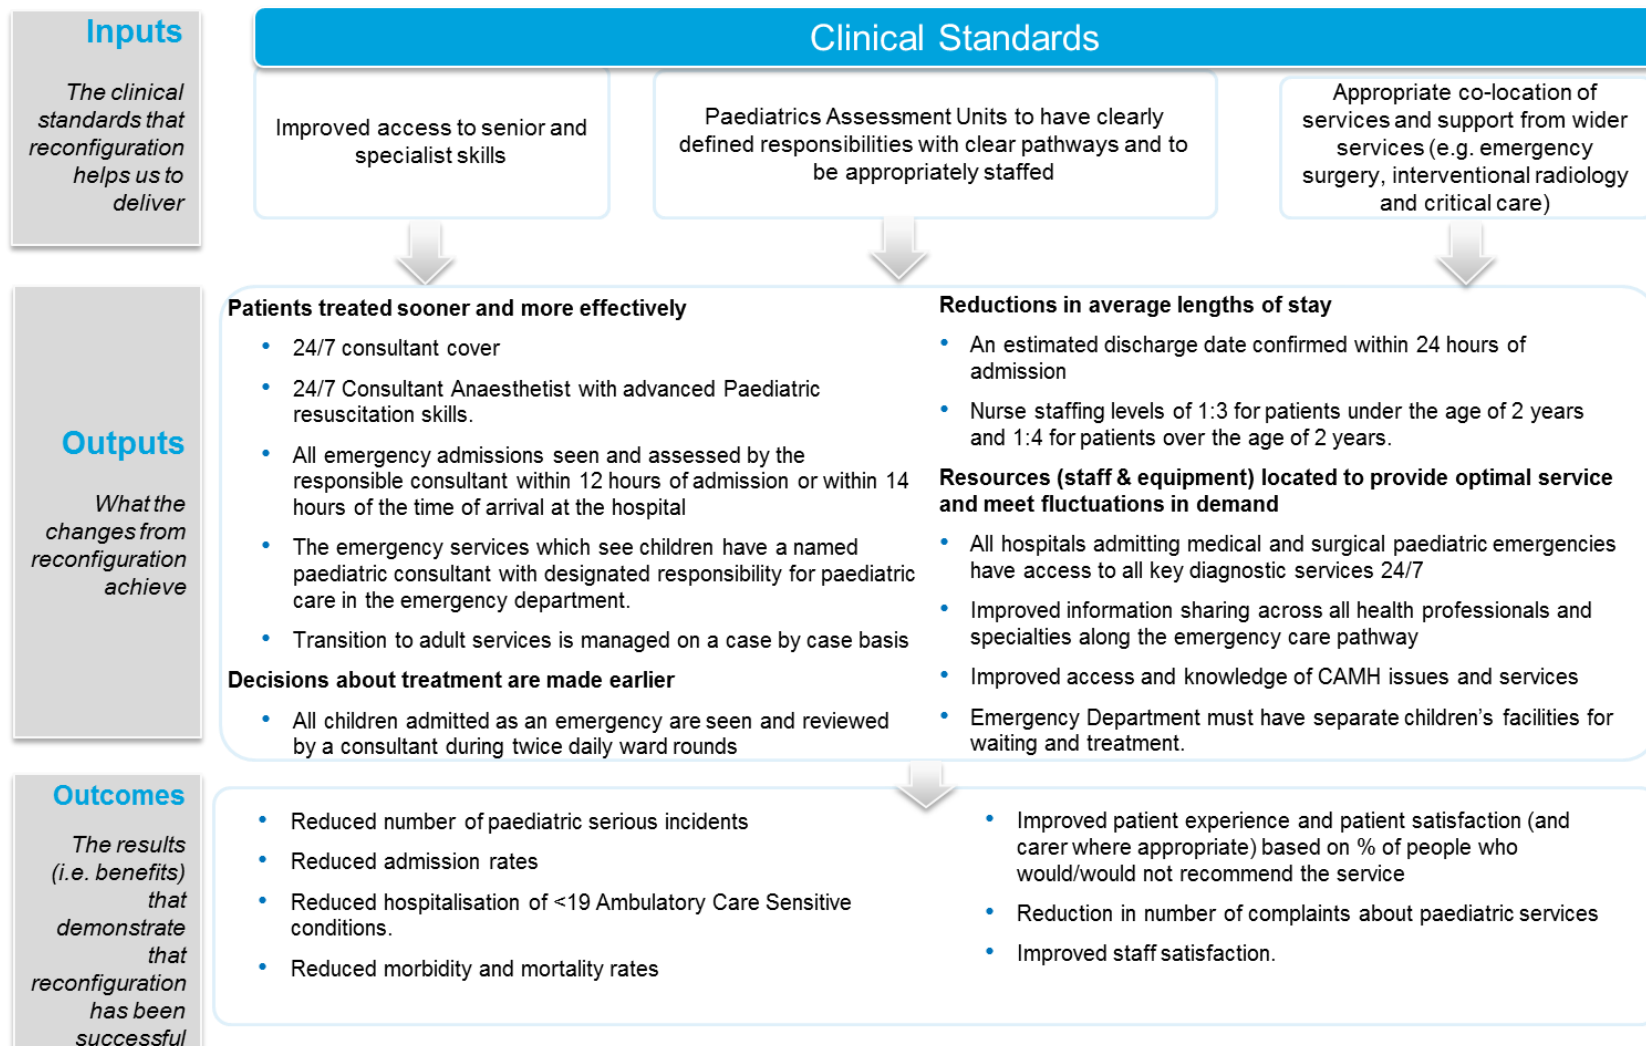 Inputs
The clinical
standards that
reconfiguration
helps us to
deliver
Clinical Standards
Improved access to senior and
specialist skills
Paediatrics Assessment Units to have clearly
defined responsibilities with clear pathways and to
be appropriately staffed
Appropriate co-location of
services and support from wider
services (e.g. emergency
surgery, interventional radiology
and critical care)
Outputs
What the
changes from
reconfiguration
achieve
Patients treated sooner and more effectively
• 24/7 consultant cover
• 24/7 Consultant Anaesthetist with advanced Paediatric
resuscitation skills.
• All emergency admissions seen and assessed by the
responsible consultant within 12 hours of admission or within 14
hours of the time of arrival at the hospital
• The emergency services which see children have a named
paediatric consultant with designated responsibility for paediatric
care in the emergency department.
• Transition to adult services is managed on a case by case basis
Decisions about treatment are made earlier
• All children admitted as an emergency are seen and reviewed
by a consultant during twice daily ward rounds
Reductions in average lengths of stay
• An estimated discharge date confirmed within 24 hours of
admission
• Nurse staffing levels of 1:3 for patients under the age of 2 years
and 1:4 for patients over the age of 2 years.
Resources (staff & equipment) located to provide optimal service
and meet fluctuations in demand
• All hospitals admitting medical and surgical paediatric emergencies
have access to all key diagnostic services 24/7
• Improved information sharing across all health professionals and
specialties along the emergency care pathway
• Improved access and knowledge of CAMH issues and services
• Emergency Department must have separate children's facilities for
waiting and treatment.
Outcomes
The results
(i.e. benefits)
that
demonstrate
that
reconfiguration
has been
successful
• Reduced number of paediatric serious incidents
• Reduced admission rates
• Reduced hospitalisation of <19 Ambulatory Care Sensitive
conditions.
• Reduced morbidity and mortality rates
• Improved patient experience and patient satisfaction (and
carer where appropriate) based on % of people who
would/would not recommend the service
• Reduction in number of complaints about paediatric services
• Improved staff satisfaction.